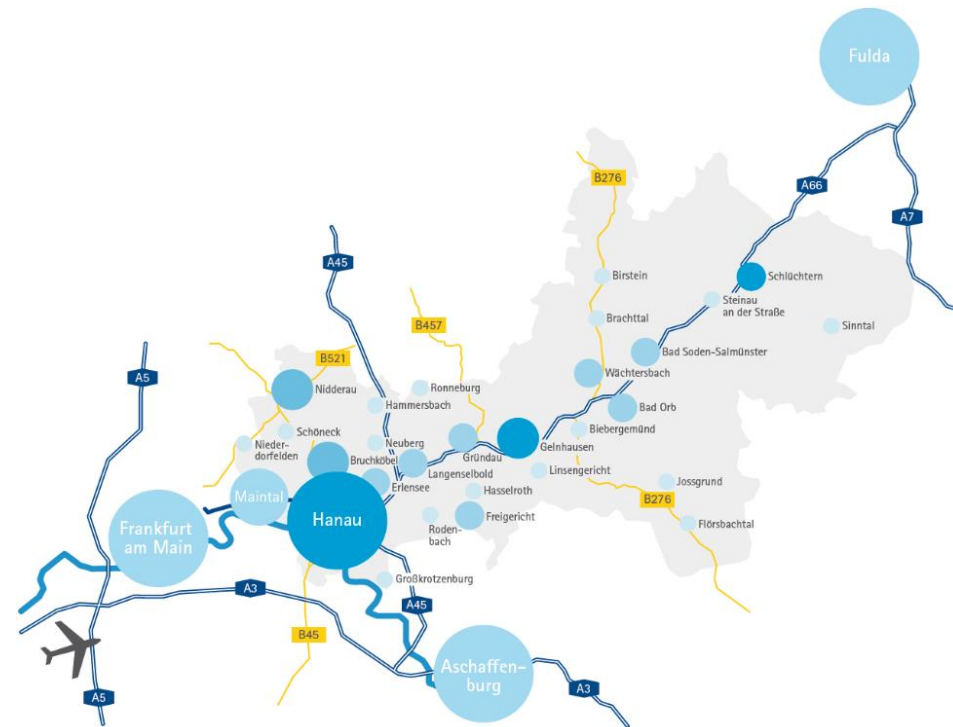 Fulda
A66
B276
A7
A45
A5
Birstein
Schlüchtern
Steinau
an der Straße
Brachttal
Sinntal
B457
B521
Bad Soden-Salmünster
Wächtersbach
A5
Nidderau
Ronneburg
Hammersbach
Bad Orb
Schöneck
Neuberg
Gründau
Gelnhausen
Biebergemünd
Nieder-
dorfelden
Bruchköbel
Langenselbold
Linsengericht
Erlensee
Hasselroth
Jossgrund
Maintal
B276
Hanau
Freigericht
Flörsbachtal
Frankfurt
am Main
Roden-
bach
Großkrotzenburg
A3
A45
B45
Aschaffen-
burg
A3
A5